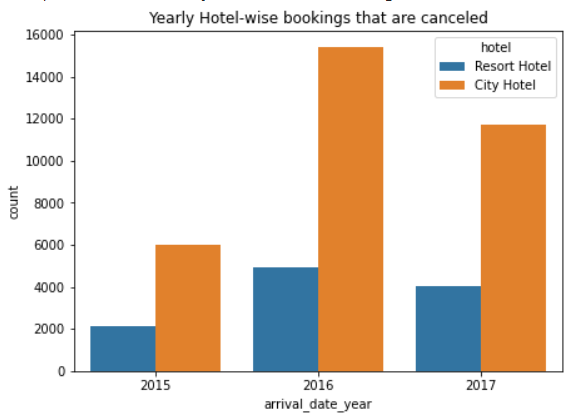 Yearly Hotel-wise bookings that are canceled
16000
14000
12000
10000
8000
6000
4000
2000
0
count
hotel
Resort Hotel
City Hotel
2015 2016 2017
arrival_date_year